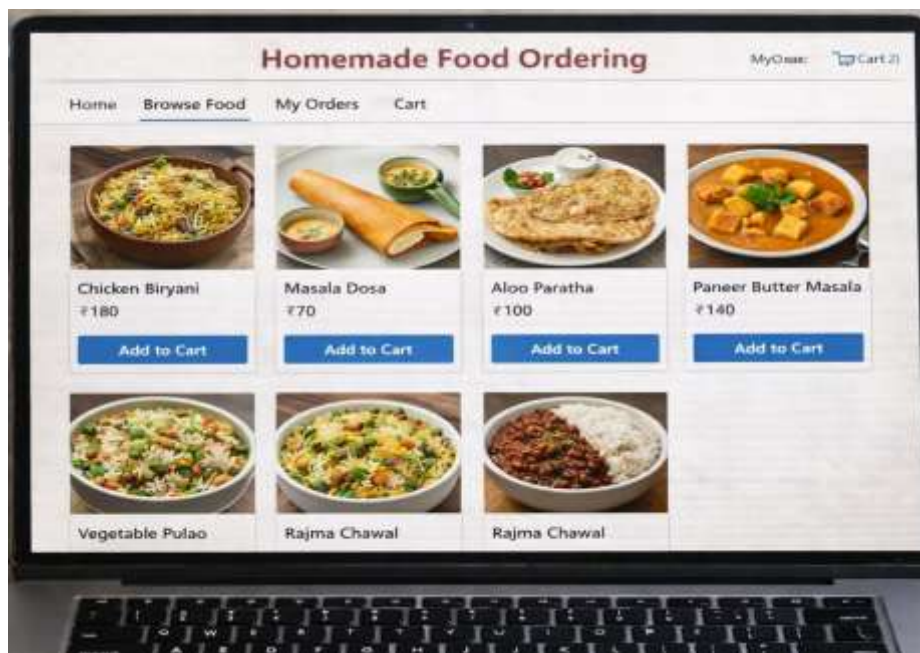 Homemade Food Ordering
Cart 2)
Home Browse Food My Orders Cart
Chicken Biryani
₹180
Add to Cart
Masala Dosa
₹70
Add to Cart
Aloo Paratha
₹100
Add to Cart
Paneer Butter Masala
₹140
Add to Cart
Vegetable Pulao
Rajma Chawal
Rajma Chawal